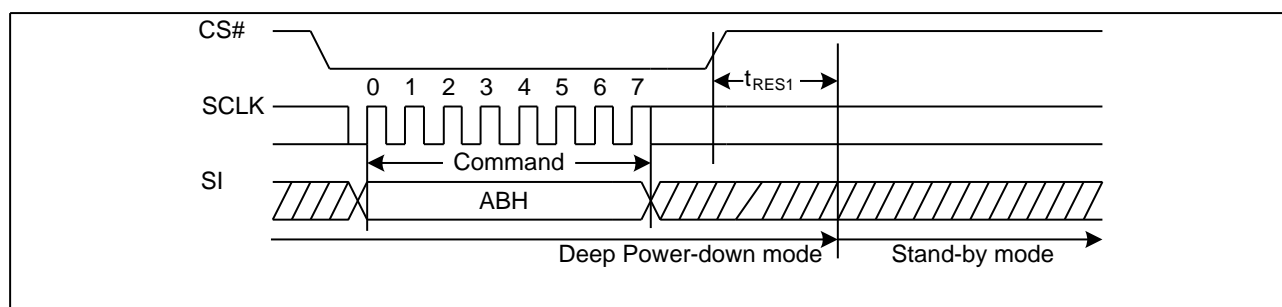 CS#
tRES1
0 1 2 3 4 5 6 7
SCLK
Command
SI
ABH
Deep Power-down mode Stand-by mode